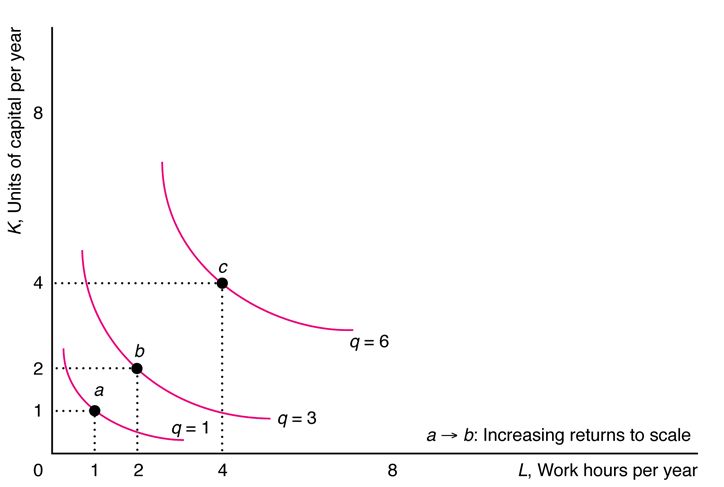 K, Units of capital per year
8
4
2
1
0
c
b
a
q = 6
q = 3
q = 1
a → b: Increasing returns to scale
1
2
4
8
L, Work hours per year